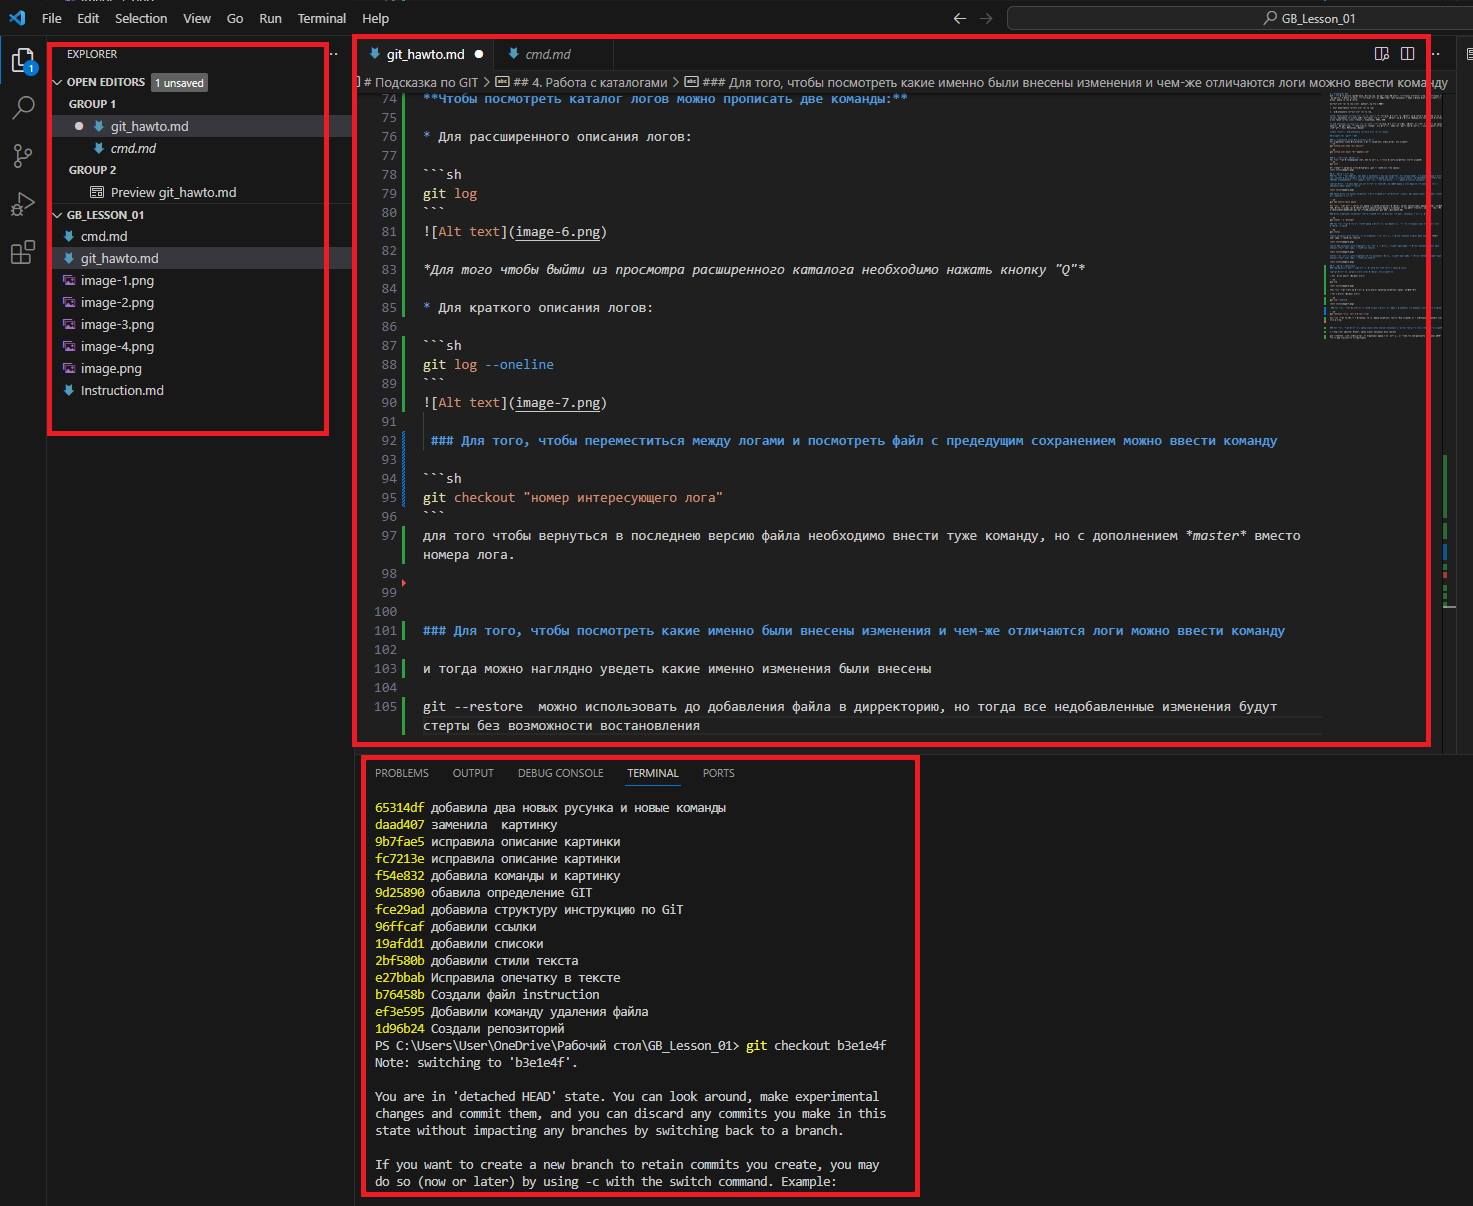 File Edit Selection View Go Run Terminal Help
GB_Lesson_01
EXPLORER
OPEN EDITORS 1 unsaved
GROUP 1
git_hawto.md
cmd.md
GROUP 2
Preview git_hawto.md
GB_LESSON_01
cmd.md
git_hawto.md
image-1.png
image-2.png
image-3.png
image-4.png
image.png
Instruction.md
1
git_hawto.md cmd.md
# Подсказка по GIT > ## 4. Работа с каталогами > ### Для того, чтобы посмотреть какие именно были внесены изменения и чем-же отличаются логи можно ввести команду
74 **Чтобы посмотреть каталог логов можно прописать две команды:**
75
76 * Для рассширенного описания логов:
77
78 ```sh
79 git log
80 ```
81 ![Alt text](image-6.png)
82
83 *Для того чтобы выйти из просмотра расширенного каталога необходимо нажать кнопку "Q"*
84
85 * Для краткого описания логов:
86
87 ```sh
88 git log --oneline
89 ```
90 ![Alt text](image-7.png)
91
92 ### Для того, чтобы переместиться между логами и посмотреть файл с предедущим сохранением можно ввести команду
93
94 ```sh
95 git checkout "номер интересующего лога"
96 ```
97 для того чтобы вернуться в последнею версию файла необходимо внести туже команду, но с дополнением *master* вместо
номера лога.
98
99
100
101 ### Для того, чтобы посмотреть какие именно были внесены изменения и чем-же отличаются логи можно ввести команду
102
103 и тогда можно наглядно уведеть какие именно изменения были внесены
104
105 git --restore  можно использовать до добавления файла в дирректорию, но тогда все недобавленные изменения будут
стерты без возможности востановления
PROBLEMS OUTPUT DEBUG CONSOLE TERMINAL PORTS
65314df добавила два новых русунка и новые команды
daad407 заменила  картинку
9b7fae5 исправила описание картинки
fc7213e исправила описание картинки
f54e832 добавила команды и картинку
9d25890 обавила определение GIT
fce29ad добавила структуру инструкцию по GiT
96ffcaf добавили ссылки
19afdd1 добавили списоки
2bf580b добавили стили текста
e27bbab Исправила опечатку в тексте
b76458b Создали файл instruction
ef3e595 Добавили команду удаления файла
1d96b24 Создали репозиторий
PS C:\Users\User\OneDrive\Рабочий стол\GB_Lesson_01> git checkout b3e1e4f
Note: switching to 'b3e1e4f'.
You are in 'detached HEAD' state. You can look around, make experimental
changes and commit them, and you can discard any commits you make in this
state without impacting any branches by switching back to a branch.
If you want to create a new branch to retain commits you create, you may
do so (now or later) by using -c with the switch command. Example: